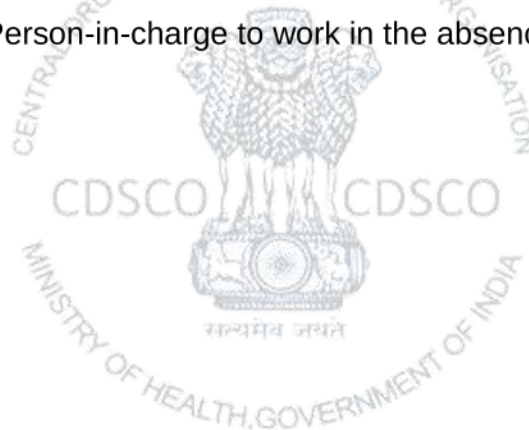 Person-in-charge to work in the absenc
CENTRAL
ORGANISATION
CDSCO CDSCO
सत्यमेव जयते
MINISTRY OF HEALTH,GOVERNMENT OF INDIA